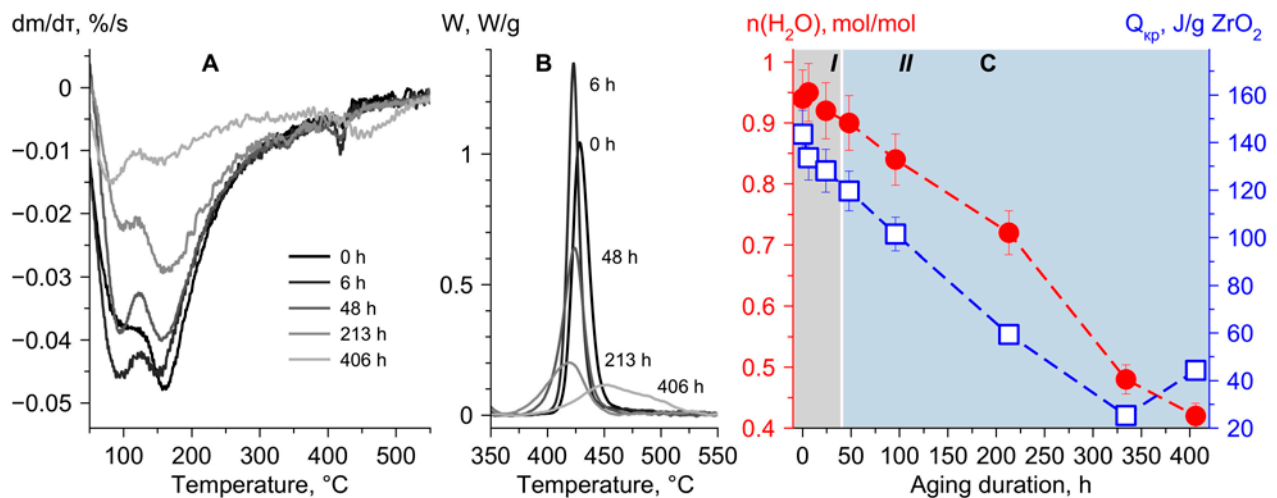 dm/dτ, %/s
A
0
−0.01
−0.02
−0.03
−0.04
−0.05
0 h
6 h
48 h
213 h
406 h
100 200 300 400 500
Temperature, °C
W, W/g
B
1
0.5
0
6 h
0 h
48 h
213 h
406 h
350 400 450 500 550
Temperature, °C
n(H₂O), mol/mol
Qкр, J/g ZrO₂
I II C
1
0.9
0.8
0.7
0.6
0.5
0.4
160
140
120
100
80
60
40
20
0 50 100 150 200 250 300 350 400
Aging duration, h